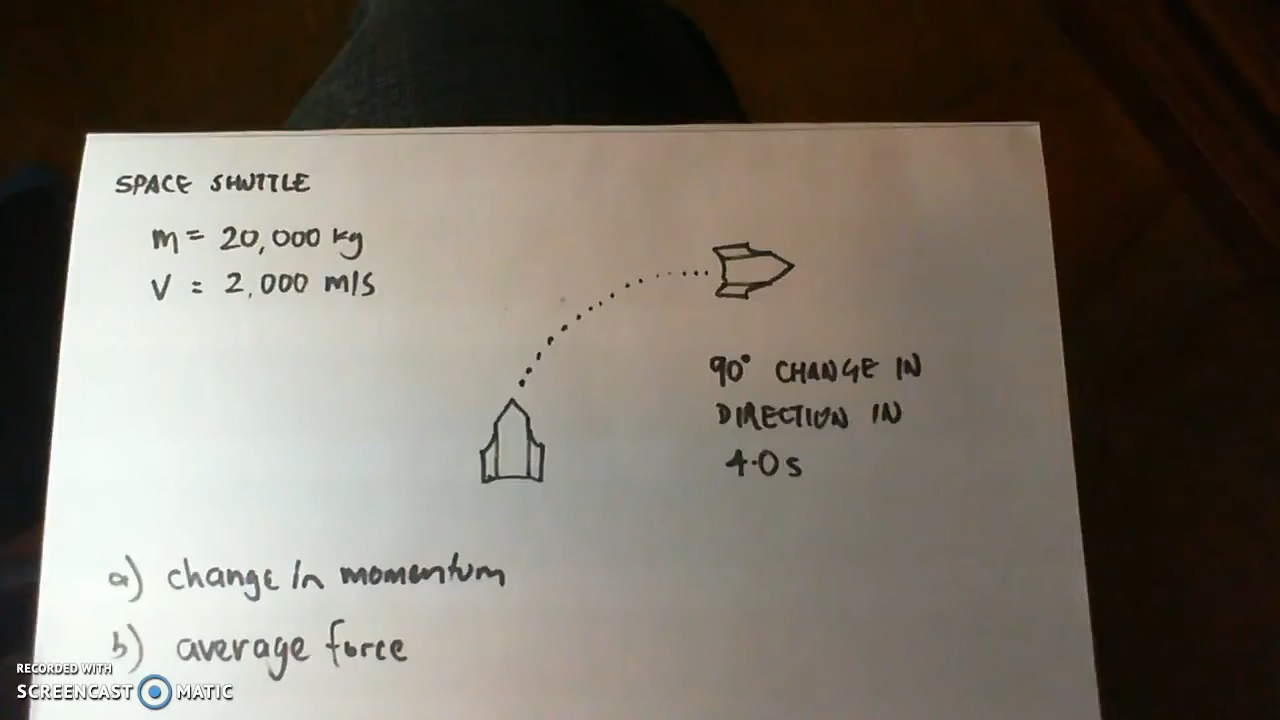 SPACE SHUTTLE
m = 20,000 kg
V = 2,000 m/s
90° CHANGE IN
DIRECTION IN
4.0 s
a) change in momentum
b) average force
RECORDED WITH
SCREENCAST MATIC